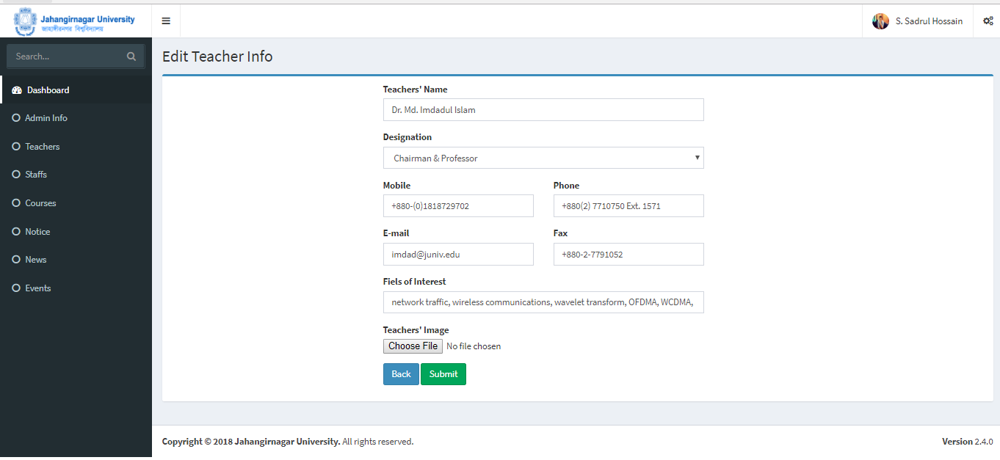 Jahangirnagar University
জাহাঙ্গীরনগর বিশ্ববিদ্যালয়
S. Sadrul Hossain
Search...
Edit Teacher Info
Dashboard
Admin Info
Teachers
Staffs
Courses
Notice
News
Events
Teachers' Name
Dr. Md. Imdadul Islam
Designation
Chairman & Professor
Mobile Phone
+880-(0)1818729702 +880(2) 7710750 Ext. 1571
E-mail Fax
imdad@juniv.edu +880-2-7791052
Fiels of Interest
network traffic, wireless communications, wavelet transform, OFDMA, WCDMA,
Teachers' Image
Choose File No file chosen
Back Submit
Copyright © 2018 Jahangirnagar University. All rights reserved. Version 2.4.0